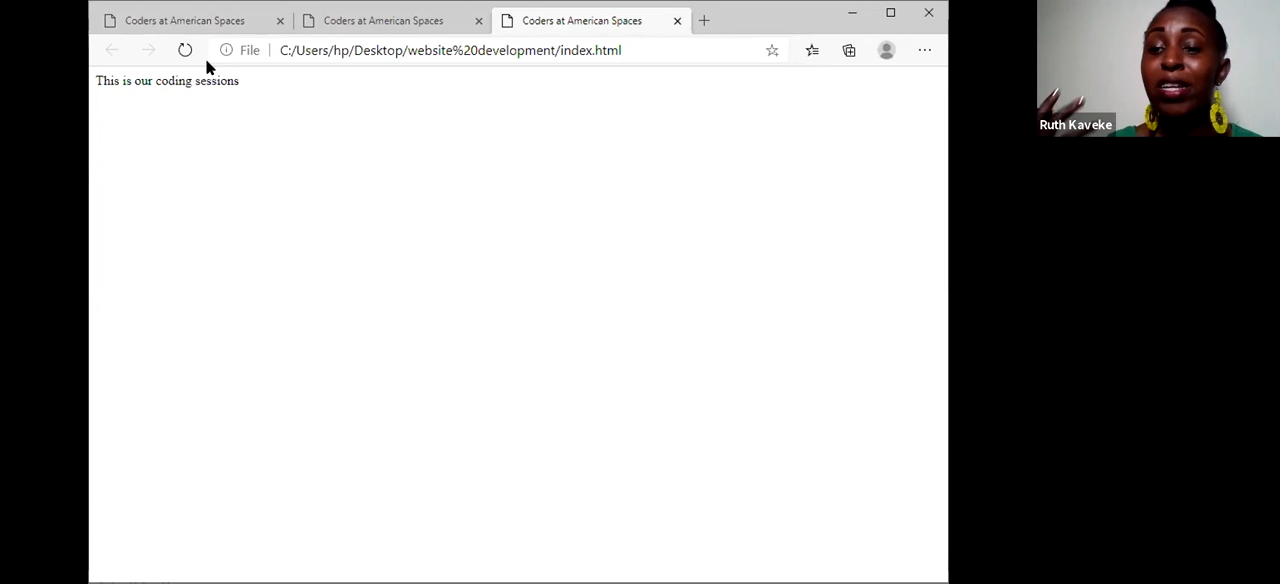 Coders at American Spaces
Coders at American Spaces
Coders at American Spaces
File
C:/Users/hp/Desktop/website%20development/index.html
This is our coding sessions
Ruth Kaveke